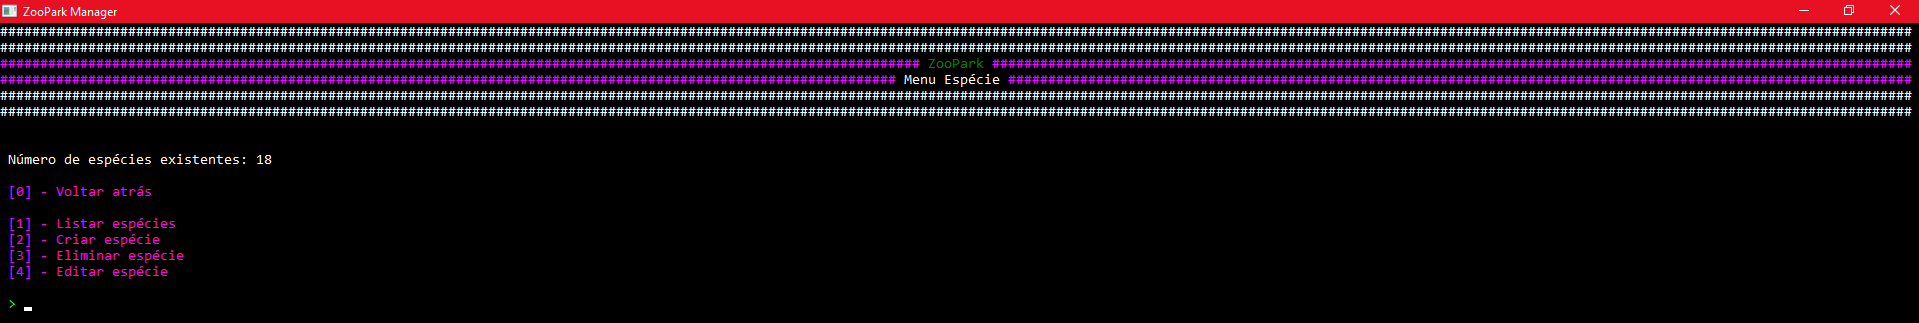 ZooPark Manager
################################################################################################################################################################################################################################################
################################################################################################################################################################################################################################################
################################################################################################################### ZooPark ###################################################################################################################
################################################################################################################ Menu Espécie #################################################################################################################
################################################################################################################################################################################################################################################
################################################################################################################################################################################################################################################
Número de espécies existentes: 18
[0] - Voltar atrás
[1] - Listar espécies
[2] - Criar espécie
[3] - Eliminar espécie
[4] - Editar espécie
>